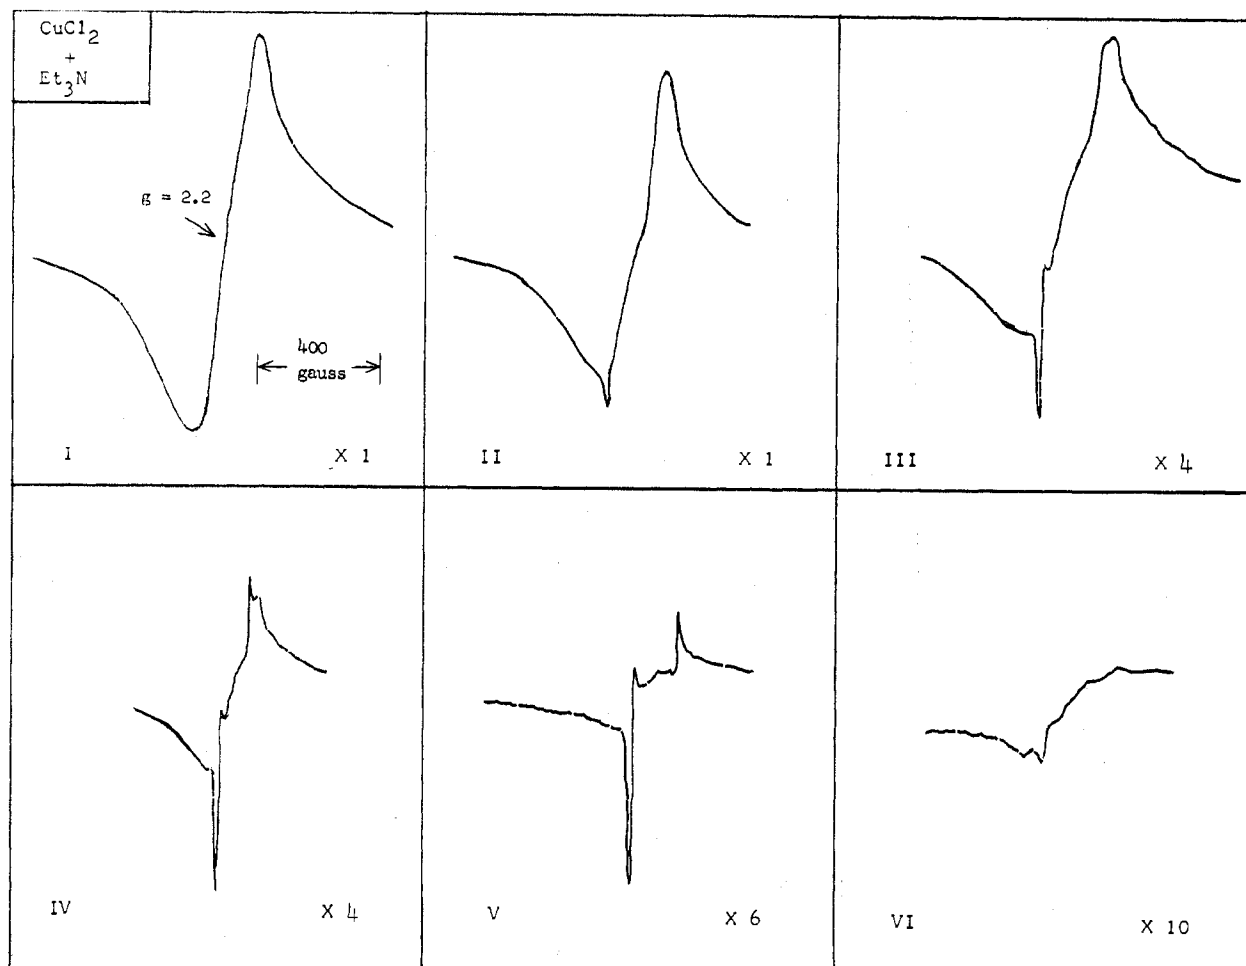 CuCl₂
+
Et₃N
g = 2.2
400
gauss
I
X 1
II
X 1
III
X 4
IV
X 4
V
X 6
VI
X 10